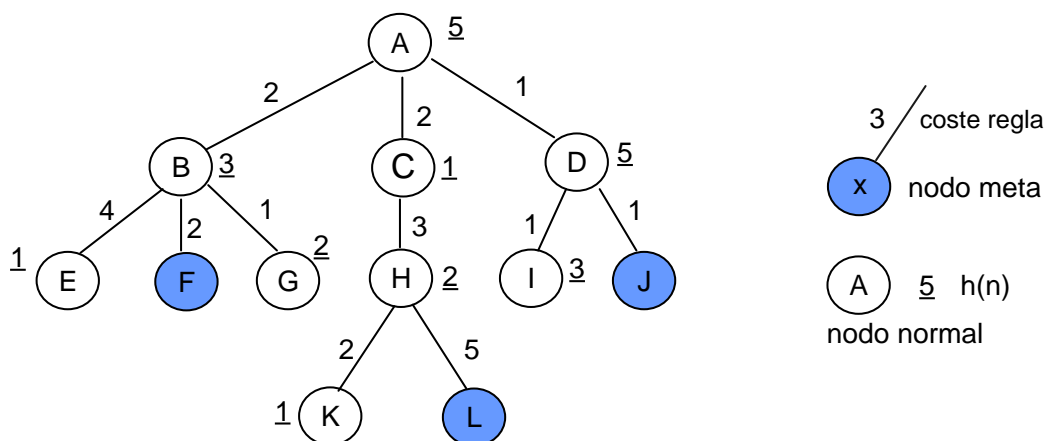 A 5
2 2 1
B 3 C 1 D 5
4 2 1 3 1 1
1 E F G 2 H 2 I 3 J
2 5
1 K L
3 coste regla
x nodo meta
A 5 h(n)
nodo normal